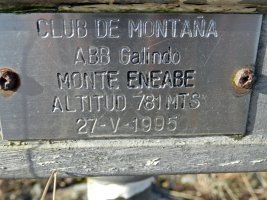 CLUB DE MONTAÑA
ABB Galindo
MONTE ENEABE
ALTITUD 781 MTS
27-V-1995